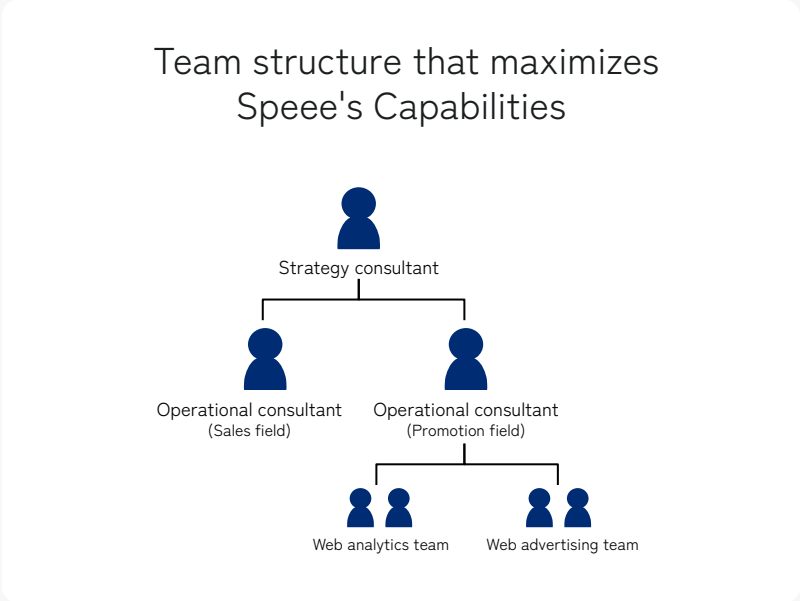 Team structure that maximizes
Speee's Capabilities
Strategy consultant
Operational consultant
(Sales field)
Operational consultant
(Promotion field)
Web analytics team
Web advertising team